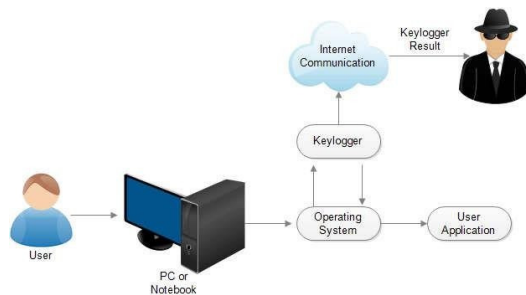 Internet
Communication
Keylogger
Result
Keylogger
User
PC or
Notebook
Operating
System
User
Application